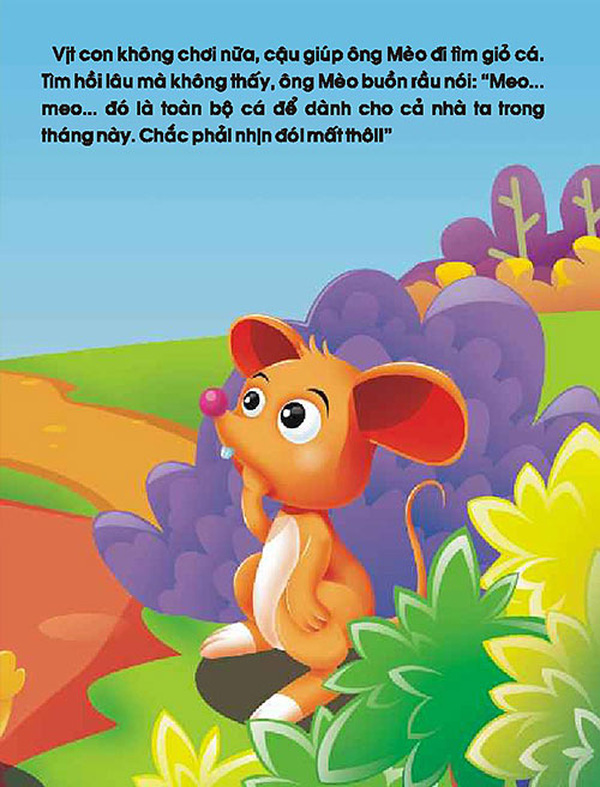 Vịt con không chơi nữa, cậu giúp ông Mèo đi tìm giỏ cá.
Tìm hồi lâu mà không thấy, ông Mèo buồn rầu nói: “Meo...
meo... đó là toàn bộ cá để dành cho cả nhà ta trong
tháng này. Chắc phải nhịn đói mất thôi!”